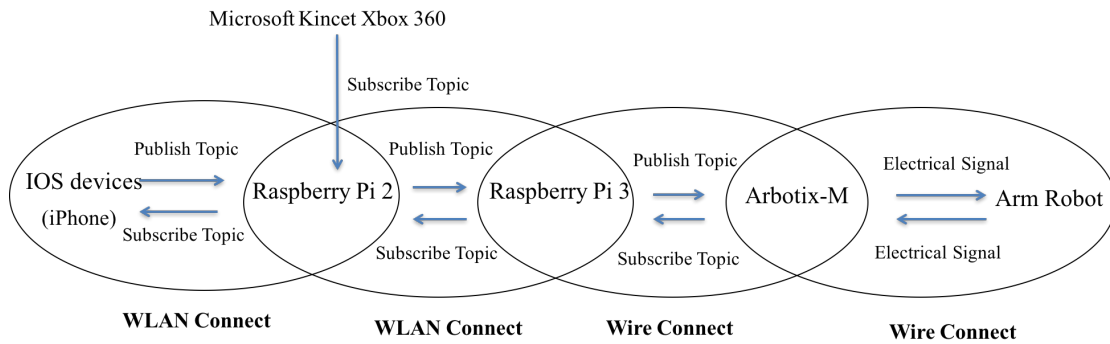 Microsoft Kincet Xbox 360
Subscribe Topic
Publish Topic
Publish Topic
Publish Topic
Electrical Signal
IOS devices
(iPhone)
Raspberry Pi 2
Raspberry Pi 3
Arbotix-M
Arm Robot
Subscribe Topic
Subscribe Topic
Subscribe Topic
Electrical Signal
WLAN Connect
WLAN Connect
Wire Connect
Wire Connect